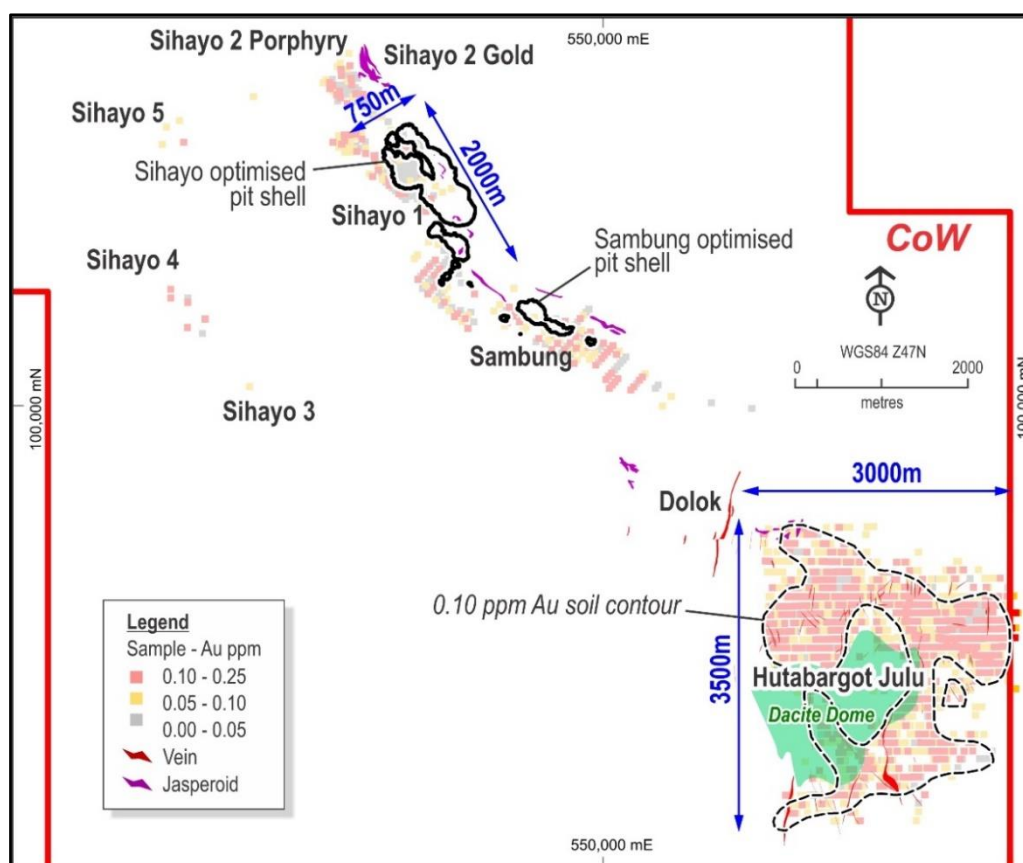 550,000 mE
Sihayo 2 Porphyry
Sihayo 2 Gold
750m
Sihayo 5
2000m
Sihayo optimised
pit shell
Sihayo 1
CoW
Sambung optimised
pit shell
Sihayo 4
N
WGS84 Z47N
0
2000
metres
Sambung
100,000 mN
100,000 mN
Sihayo 3
3000m
Dolok
0.10 ppm Au soil contour
3500m
Hutabargot Julu
Dacite Dome
Legend
Sample - Au ppm
0.10 - 0.25
0.05 - 0.10
0.00 - 0.05
Vein
Jasperoid
550,000 mE